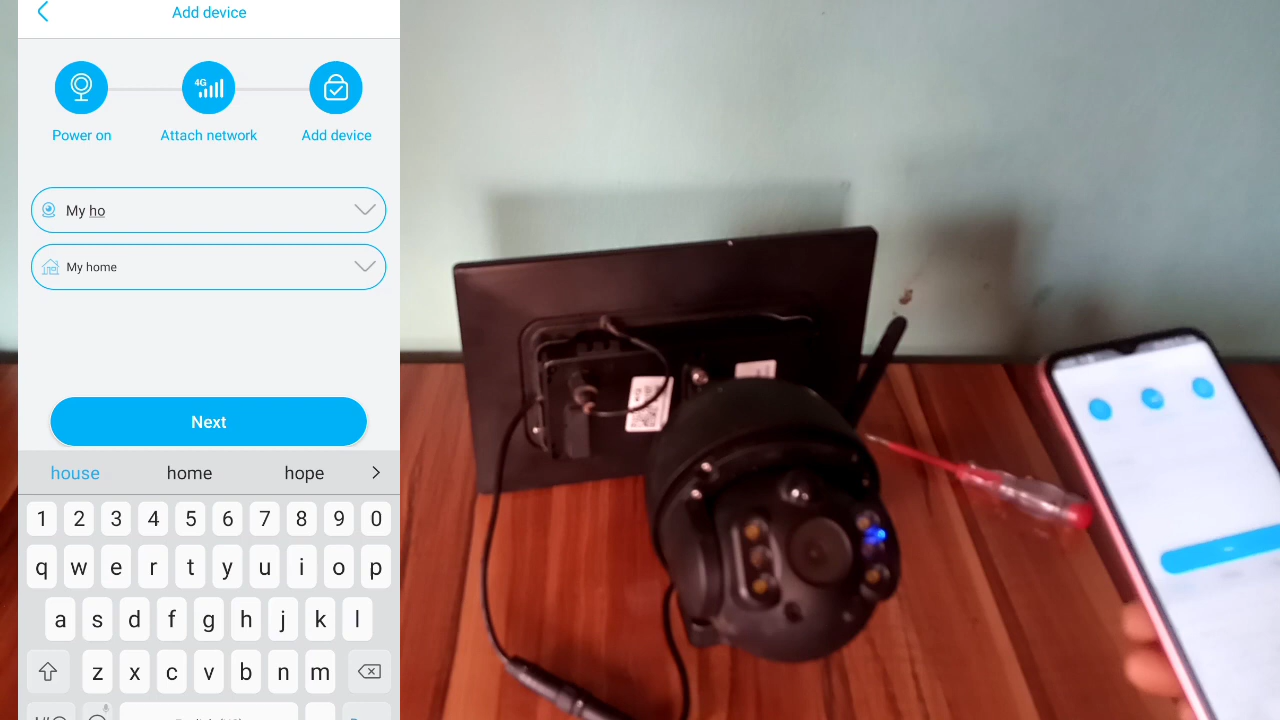 Add device
4G
Power on
Attach network
Add device
My ho
My home
Next
house home hope
1 2 3 4 5 6 7 8 9 0
q w e r t y u i o p
a s d f g h j k l
z x c v b n m